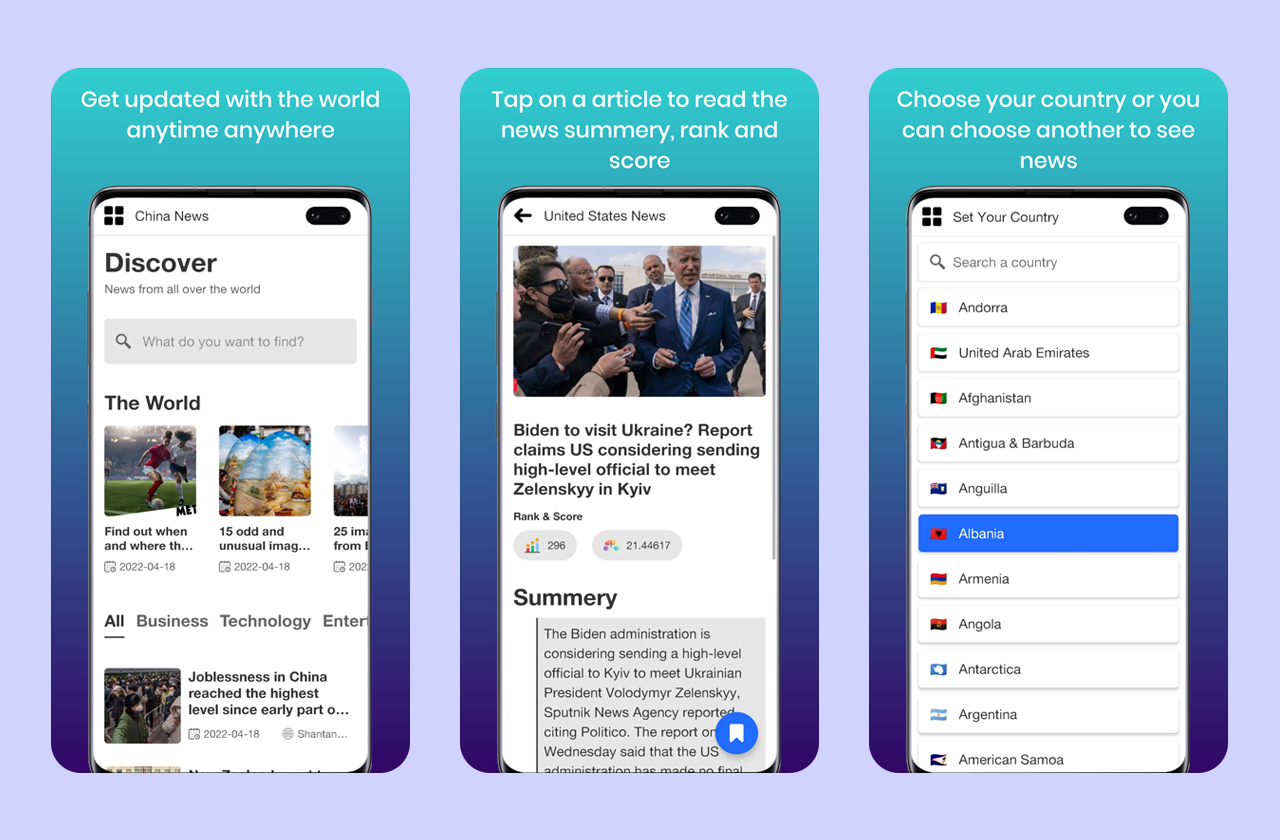 Get updated with the world
anytime anywhere
China News
Discover
News from all over the world
What do you want to find?
The World
MET
Find out when
and where th...
2022-04-18
15 odd and
unusual imag...
2022-04-18
25 ima
from
202
All Business Technology Entert
Joblessness in China
reached the highest
level since early part o...
2022-04-18 Shantan...
Tap on a article to read the
news summery, rank and
score
United States News
Biden to visit Ukraine? Report
claims US considering sending
high-level official to meet
Zelenskyy in Kyiv
Rank & Score
296 21.44617
Summery
The Biden administration is
considering sending a high-level
official to Kyiv to meet Ukrainian
President Volodymyr Zelenskyy,
Sputnik News Agency reported
citing Politico. The report on
Wednesday said that the US
administration has made no final
Choose your country or you
can choose another to see
news
Set Your Country
Search a country
Andorra
United Arab Emirates
Afghanistan
Antigua & Barbuda
Anguilla
Albania
Armenia
Angola
Antarctica
Argentina
American Samoa